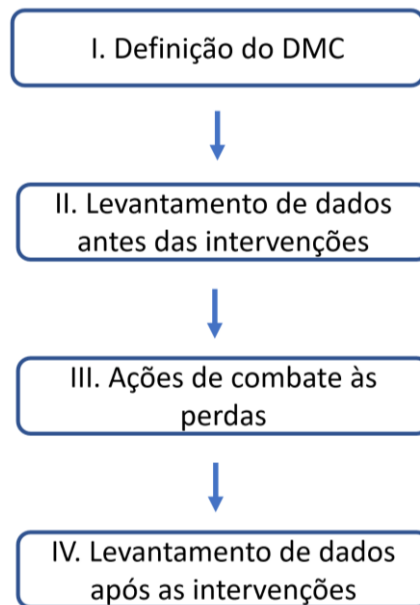 I. Definição do DMC
II. Levantamento de dados
antes das intervenções
III. Ações de combate às
perdas
IV. Levantamento de dados
após as intervenções